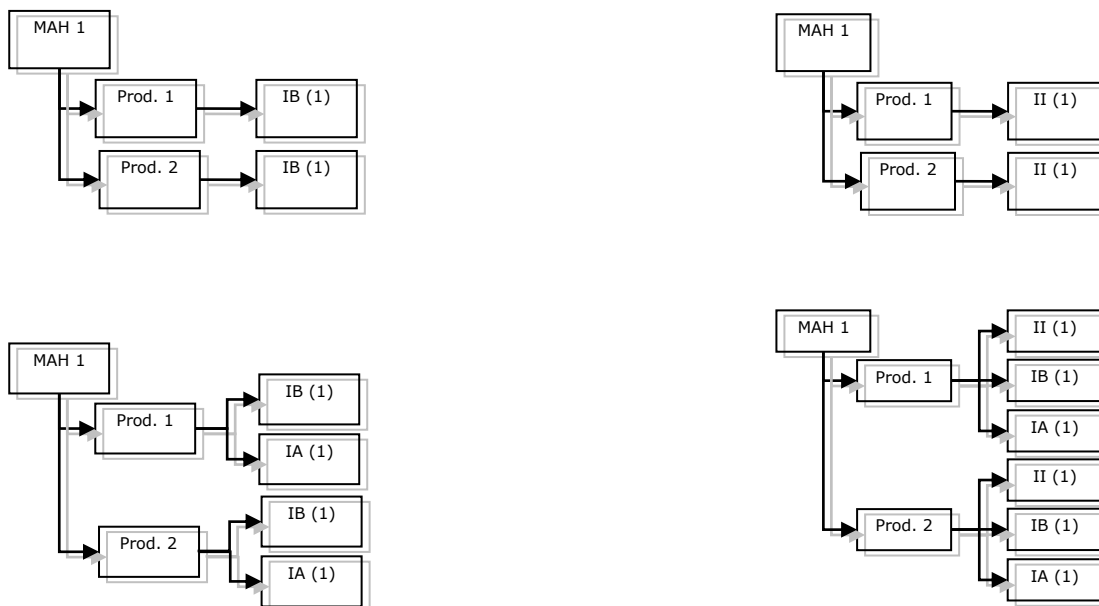 MAH 1
Prod. 1
IB (1)
Prod. 2
IB (1)
MAH 1
Prod. 1
II (1)
Prod. 2
II (1)
MAH 1
Prod. 1
IB (1)
IA (1)
Prod. 2
IB (1)
IA (1)
MAH 1
Prod. 1
II (1)
IB (1)
IA (1)
Prod. 2
II (1)
IB (1)
IA (1)